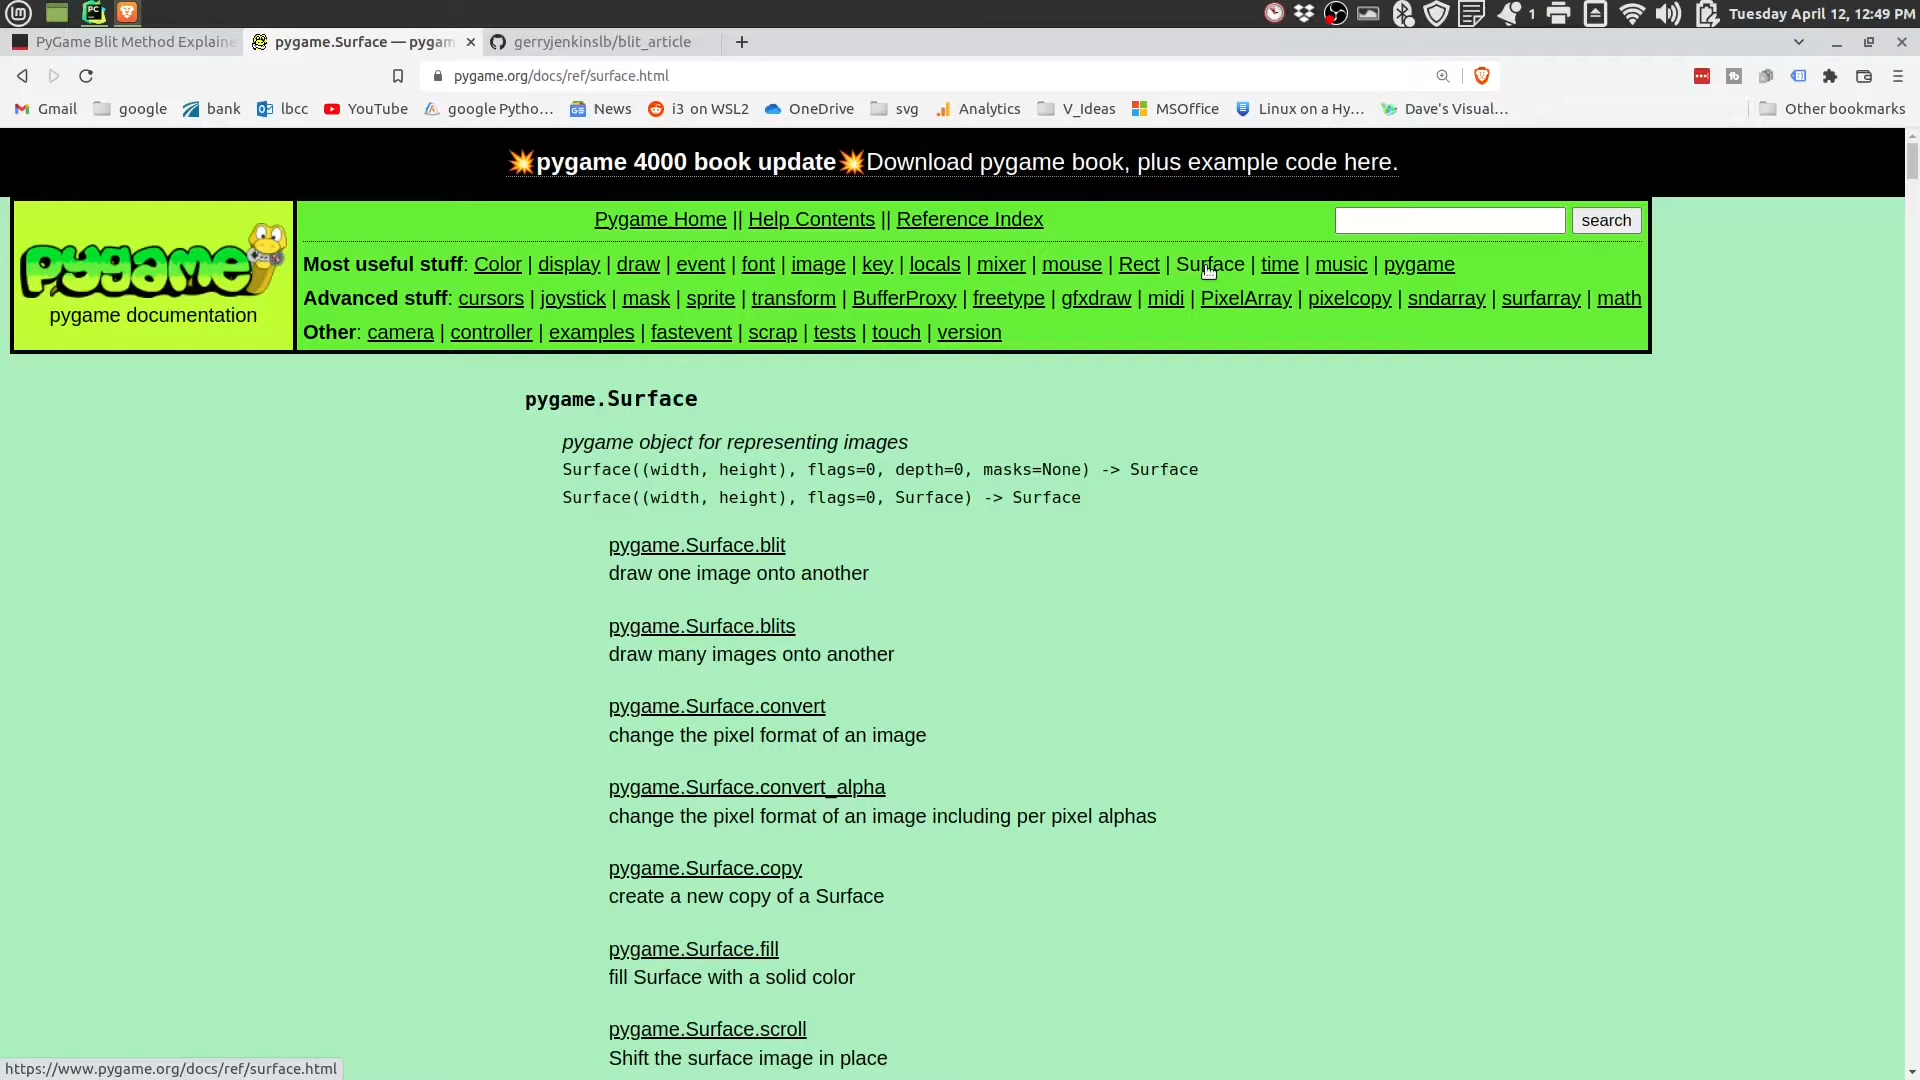 Tuesday April 12, 12:49 PM
PyGame Blit Method Explaine
pygame.Surface — pygam
gerryjenkinslb/blit_article
pygame.org/docs/ref/surface.html
Gmail google bank lbcc YouTube google Pytho... News i3 on WSL2 OneDrive svg Analytics V_Ideas MSOffice Linux on a Hy... Dave's Visual... Other bookmarks
💥pygame 4000 book update💥Download pygame book, plus example code here.
pygame
pygame documentation
Pygame Home || Help Contents || Reference Index
search
Most useful stuff: Color | display | draw | event | font | image | key | locals | mixer | mouse | Rect | Surface | time | music | pygame
Advanced stuff: cursors | joystick | mask | sprite | transform | BufferProxy | freetype | gfxdraw | midi | PixelArray | pixelcopy | sndarray | surfarray | math
Other: camera | controller | examples | fastevent | scrap | tests | touch | version
pygame.Surface
pygame object for representing images
Surface((width, height), flags=0, depth=0, masks=None) -> Surface
Surface((width, height), flags=0, Surface) -> Surface
pygame.Surface.blit
draw one image onto another
pygame.Surface.blits
draw many images onto another
pygame.Surface.convert
change the pixel format of an image
pygame.Surface.convert_alpha
change the pixel format of an image including per pixel alphas
pygame.Surface.copy
create a new copy of a Surface
pygame.Surface.fill
fill Surface with a solid color
pygame.Surface.scroll
Shift the surface image in place
https://www.pygame.org/docs/ref/surface.html